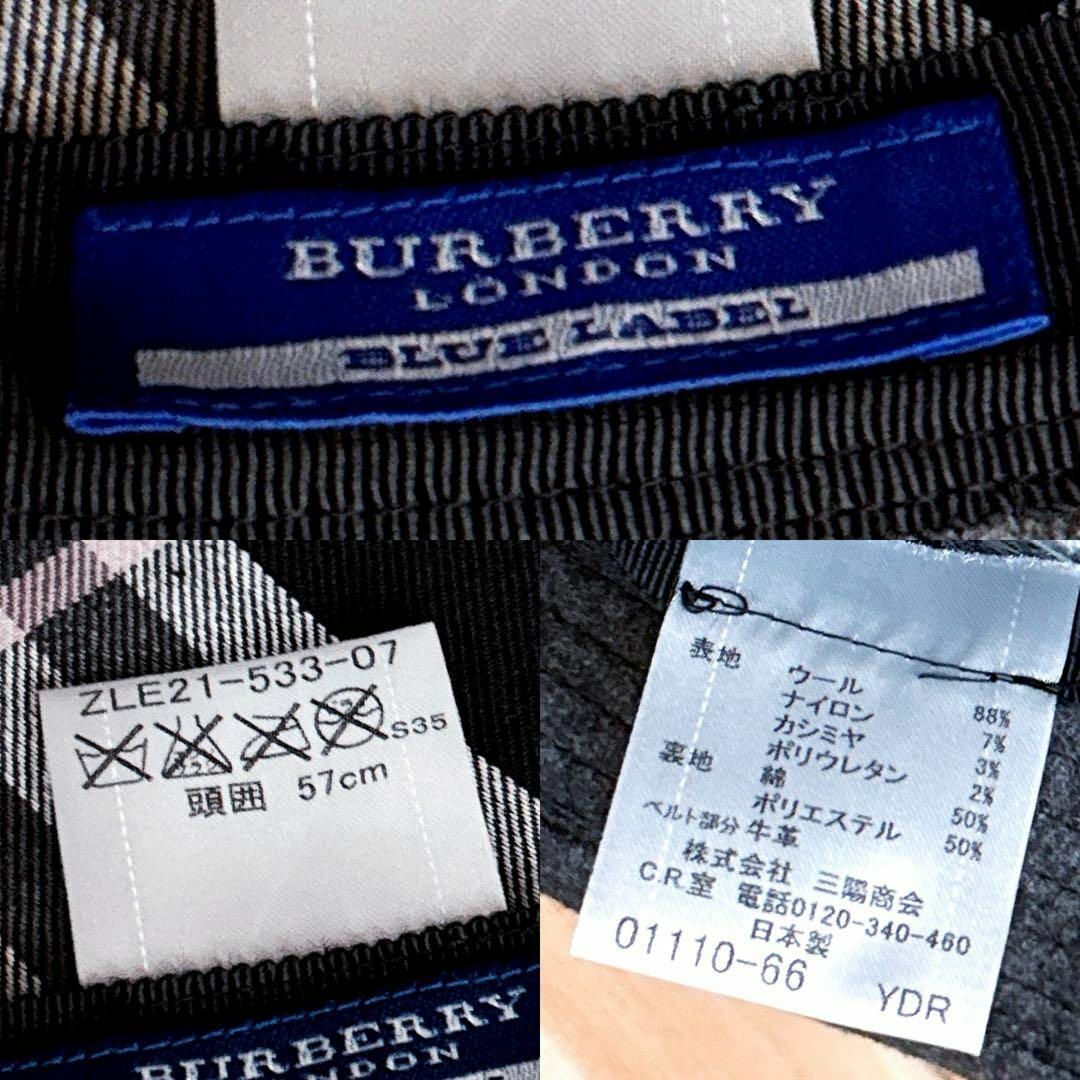 BURBERRY
LONDON
BLUE LABEL
ZLE21-533-07
S35
頭囲 57cm
BURBERRY
表地 ウール 88%
ナイロン 7%
カシミヤ 3%
ポリウレタン 2%
裏地 綿 50%
ポリエステル 50%
ベルト部分 牛革
株式会社 三陽商会
C.R.室 電話0120-340-460
日本製
01110-66 YDR